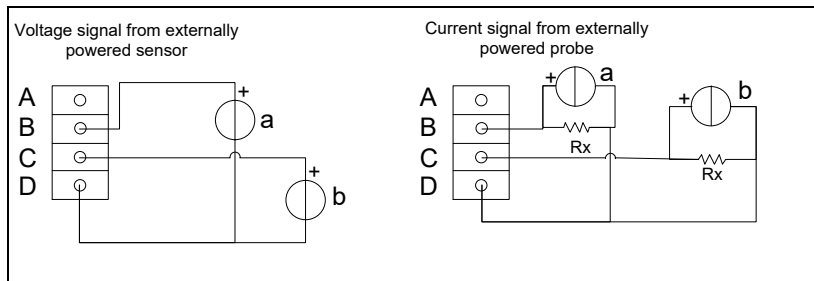 Voltage signal from externally
powered sensor
A
B
C
D
+
a
+
b
Current signal from externally
powered probe
A
B
C
D
+
a
Rx
+
b
Rx